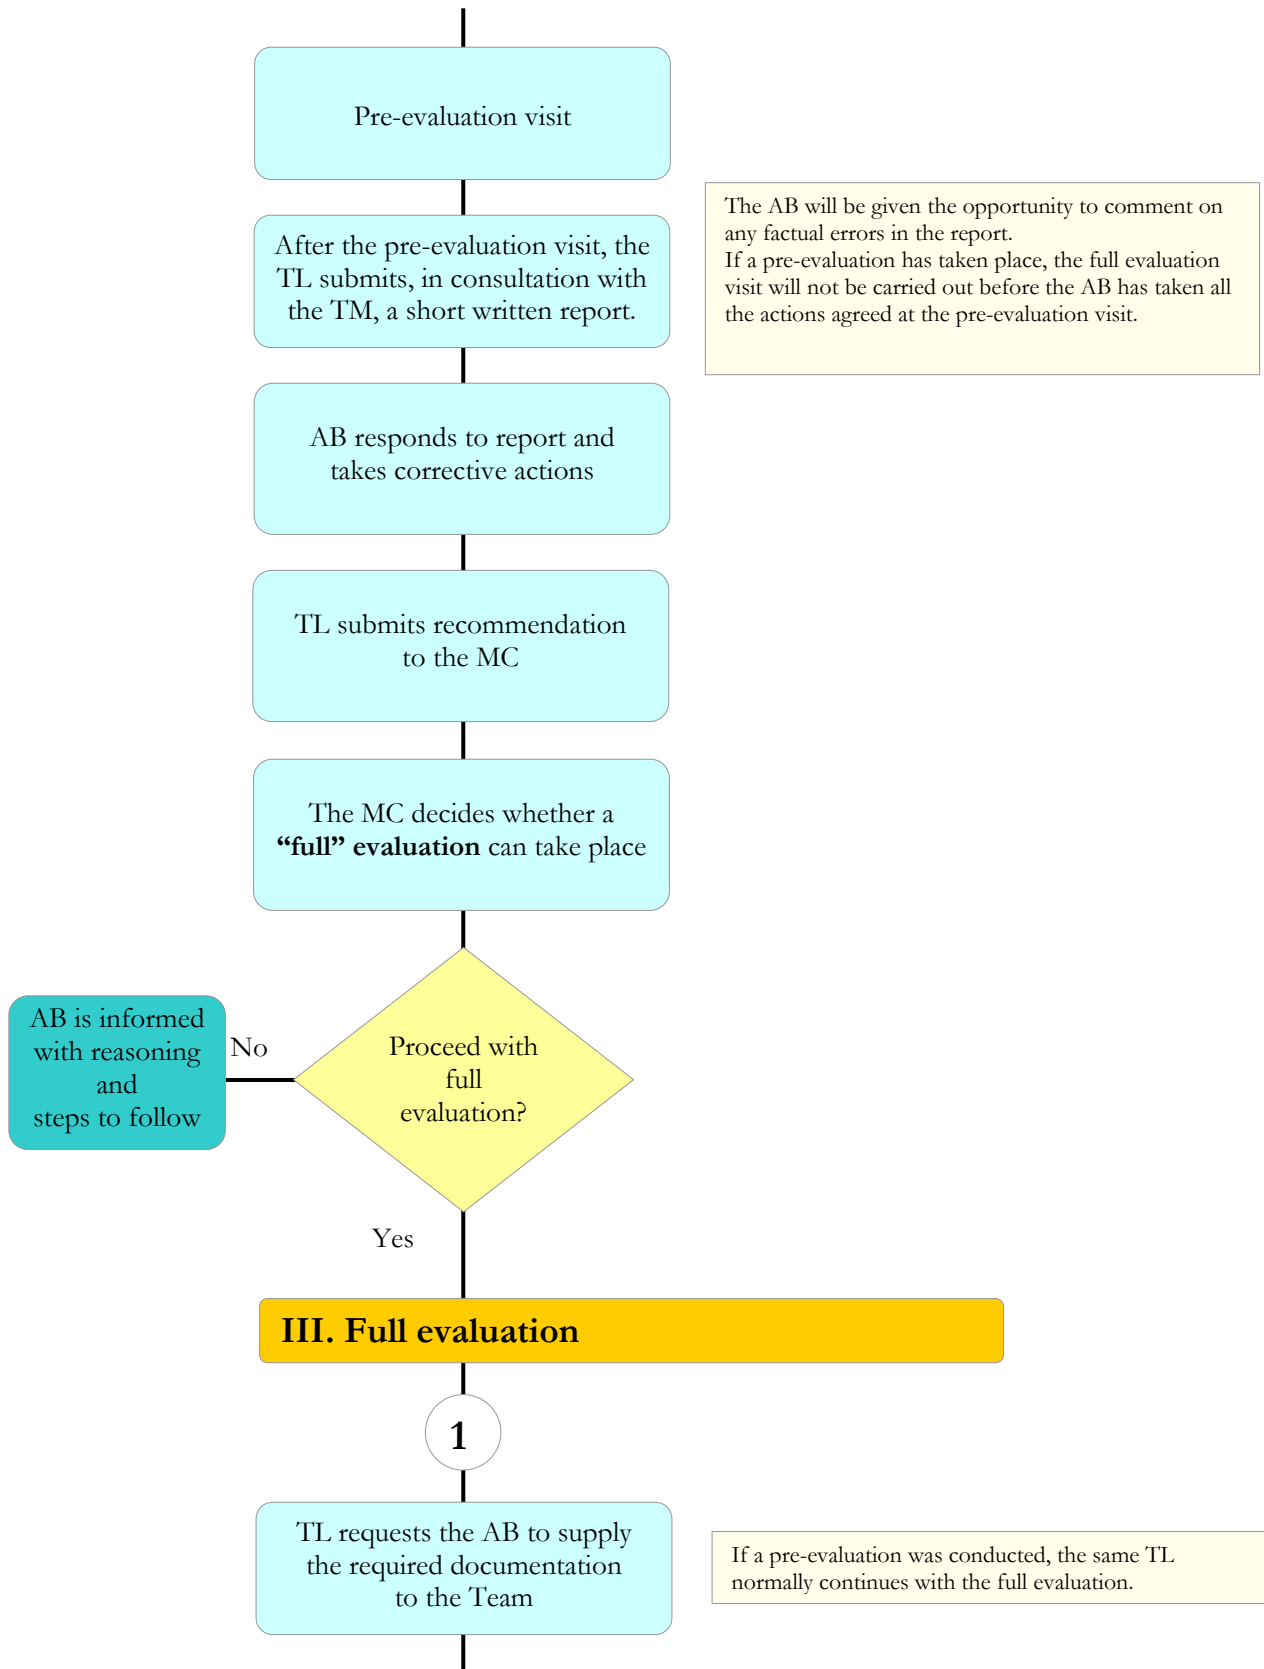 Pre-evaluation visit
After the pre-evaluation visit, the
TL submits, in consultation with
the TM, a short written report.
The AB will be given the opportunity to comment on
any factual errors in the report.
If a pre-evaluation has taken place, the full evaluation
visit will not be carried out before the AB has taken all
the actions agreed at the pre-evaluation visit.
AB responds to report and
takes corrective actions
TL submits recommendation
to the MC
The MC decides whether a
“full” evaluation can take place
AB is informed
with reasoning
and
steps to follow
No
Proceed with
full
evaluation?
Yes
III. Full evaluation
1
TL requests the AB to supply
the required documentation
to the Team
If a pre-evaluation was conducted, the same TL
normally continues with the full evaluation.